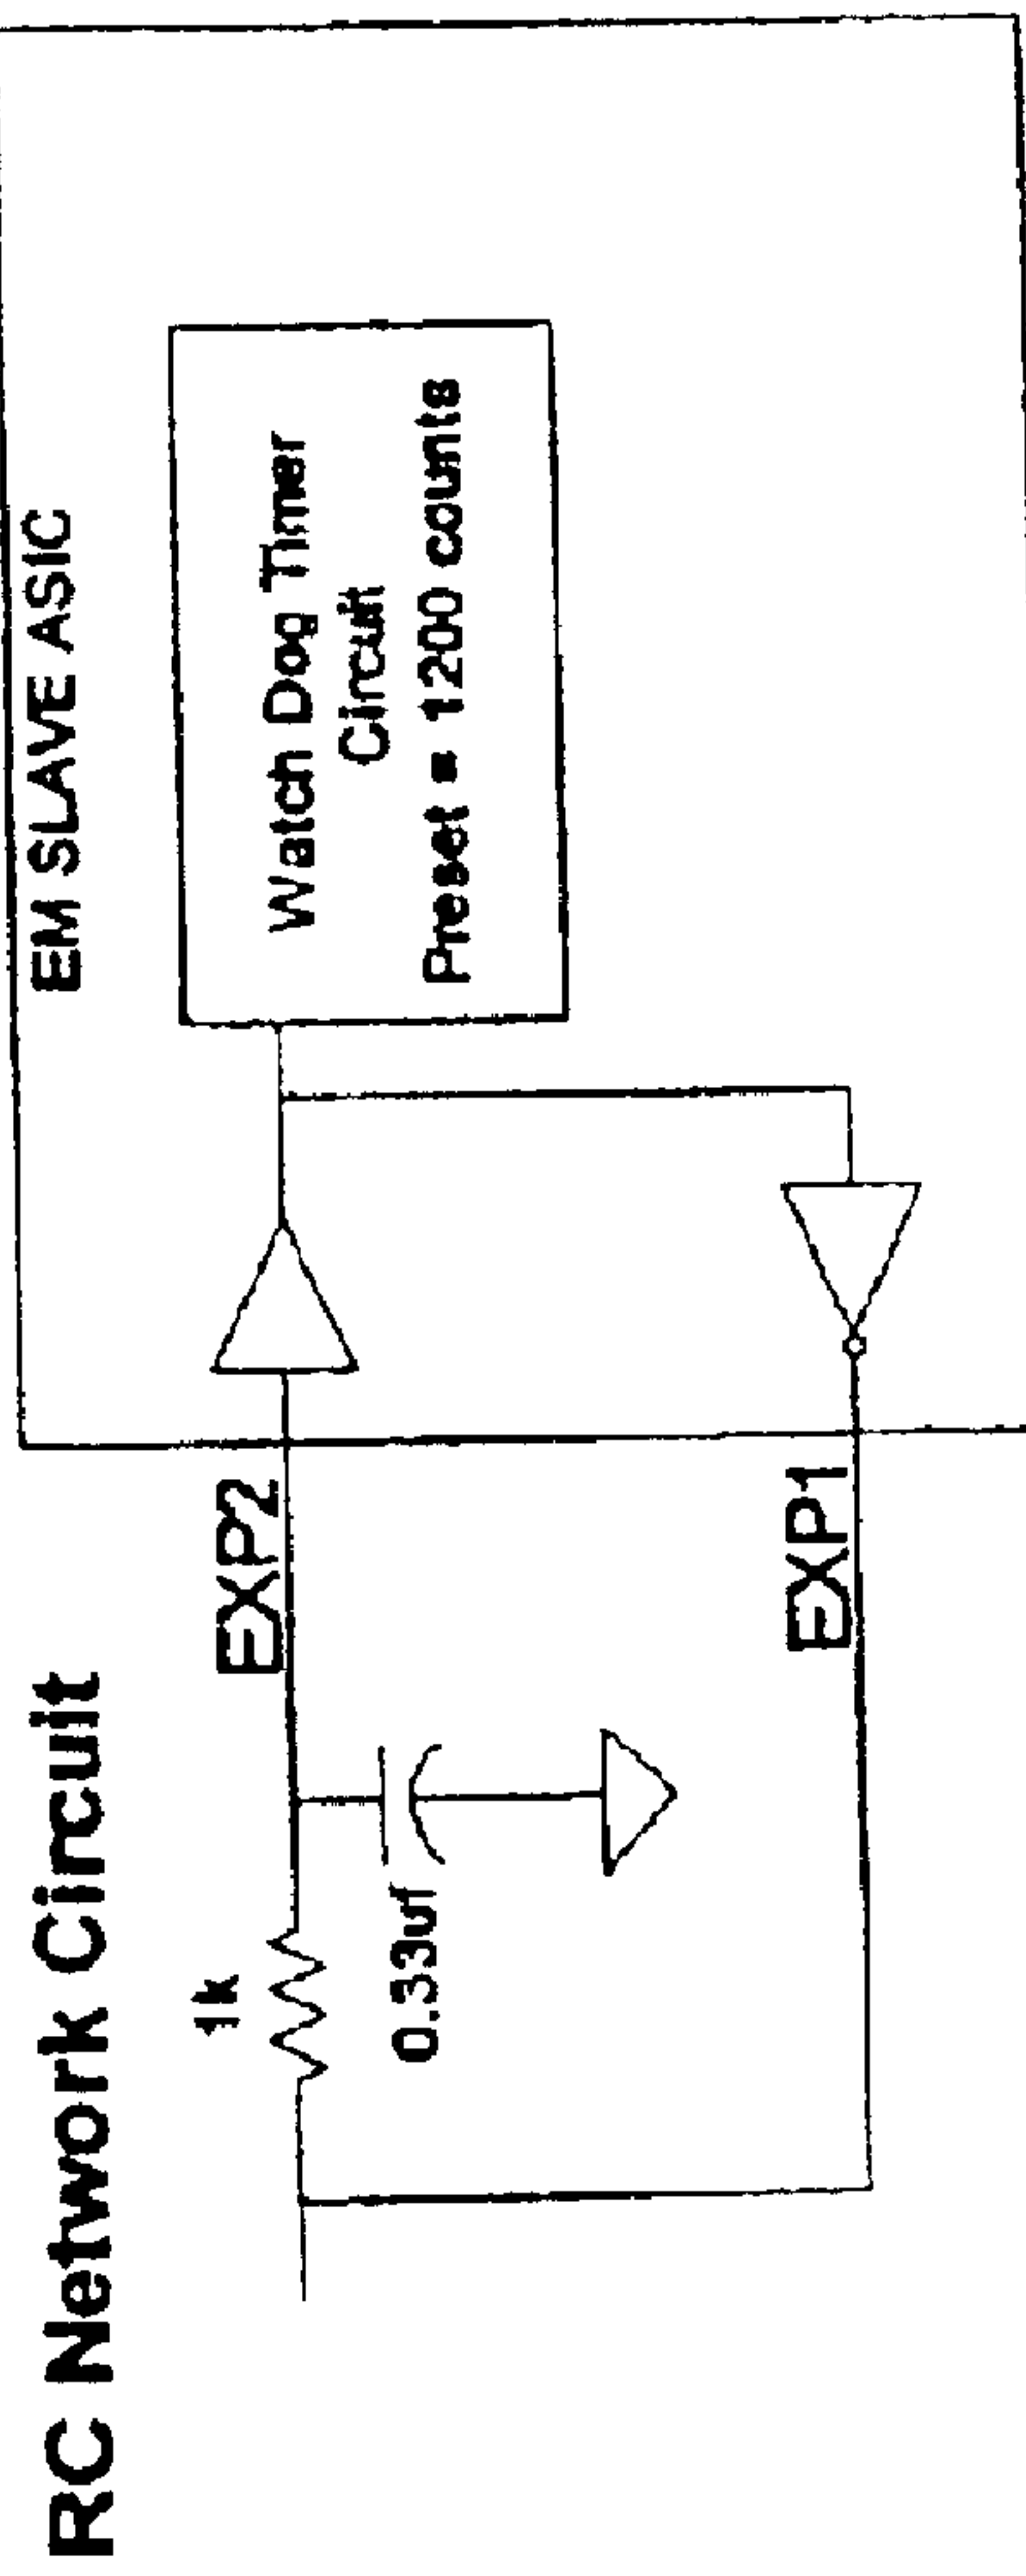 RC Network Circuit
EM SLAVE ASIC
1k
EXP2
0.33uf
Watch Dog Timer
Circuit
Preset = 1200 counts
EXP1